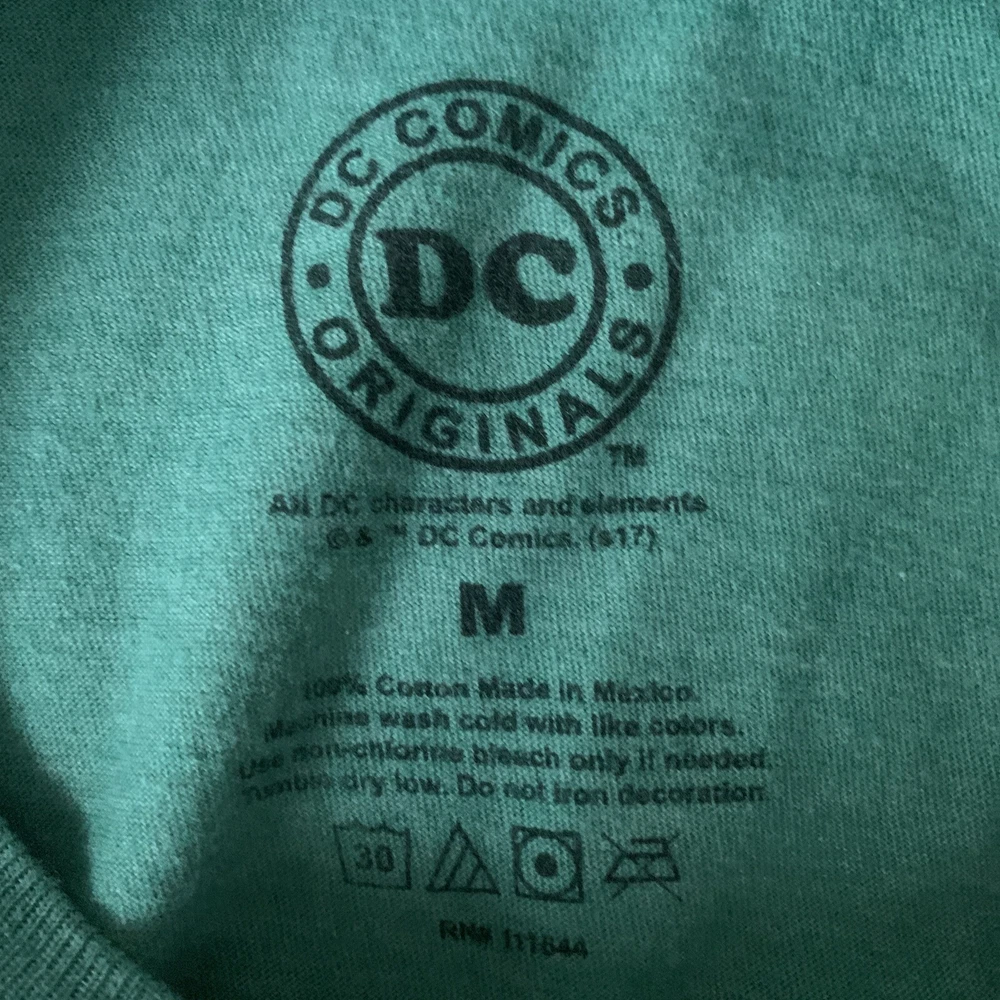 DC COMICS
DC
ORIGINALS
TM
All DC characters and elements
© & ™ DC Comics. (s17)
M
100% Cotton Made in Mexico.
Machine wash cold with like colors.
Use non-chlorine bleach only if needed.
Tumble dry low. Do not iron decoration
30
RN# 111644